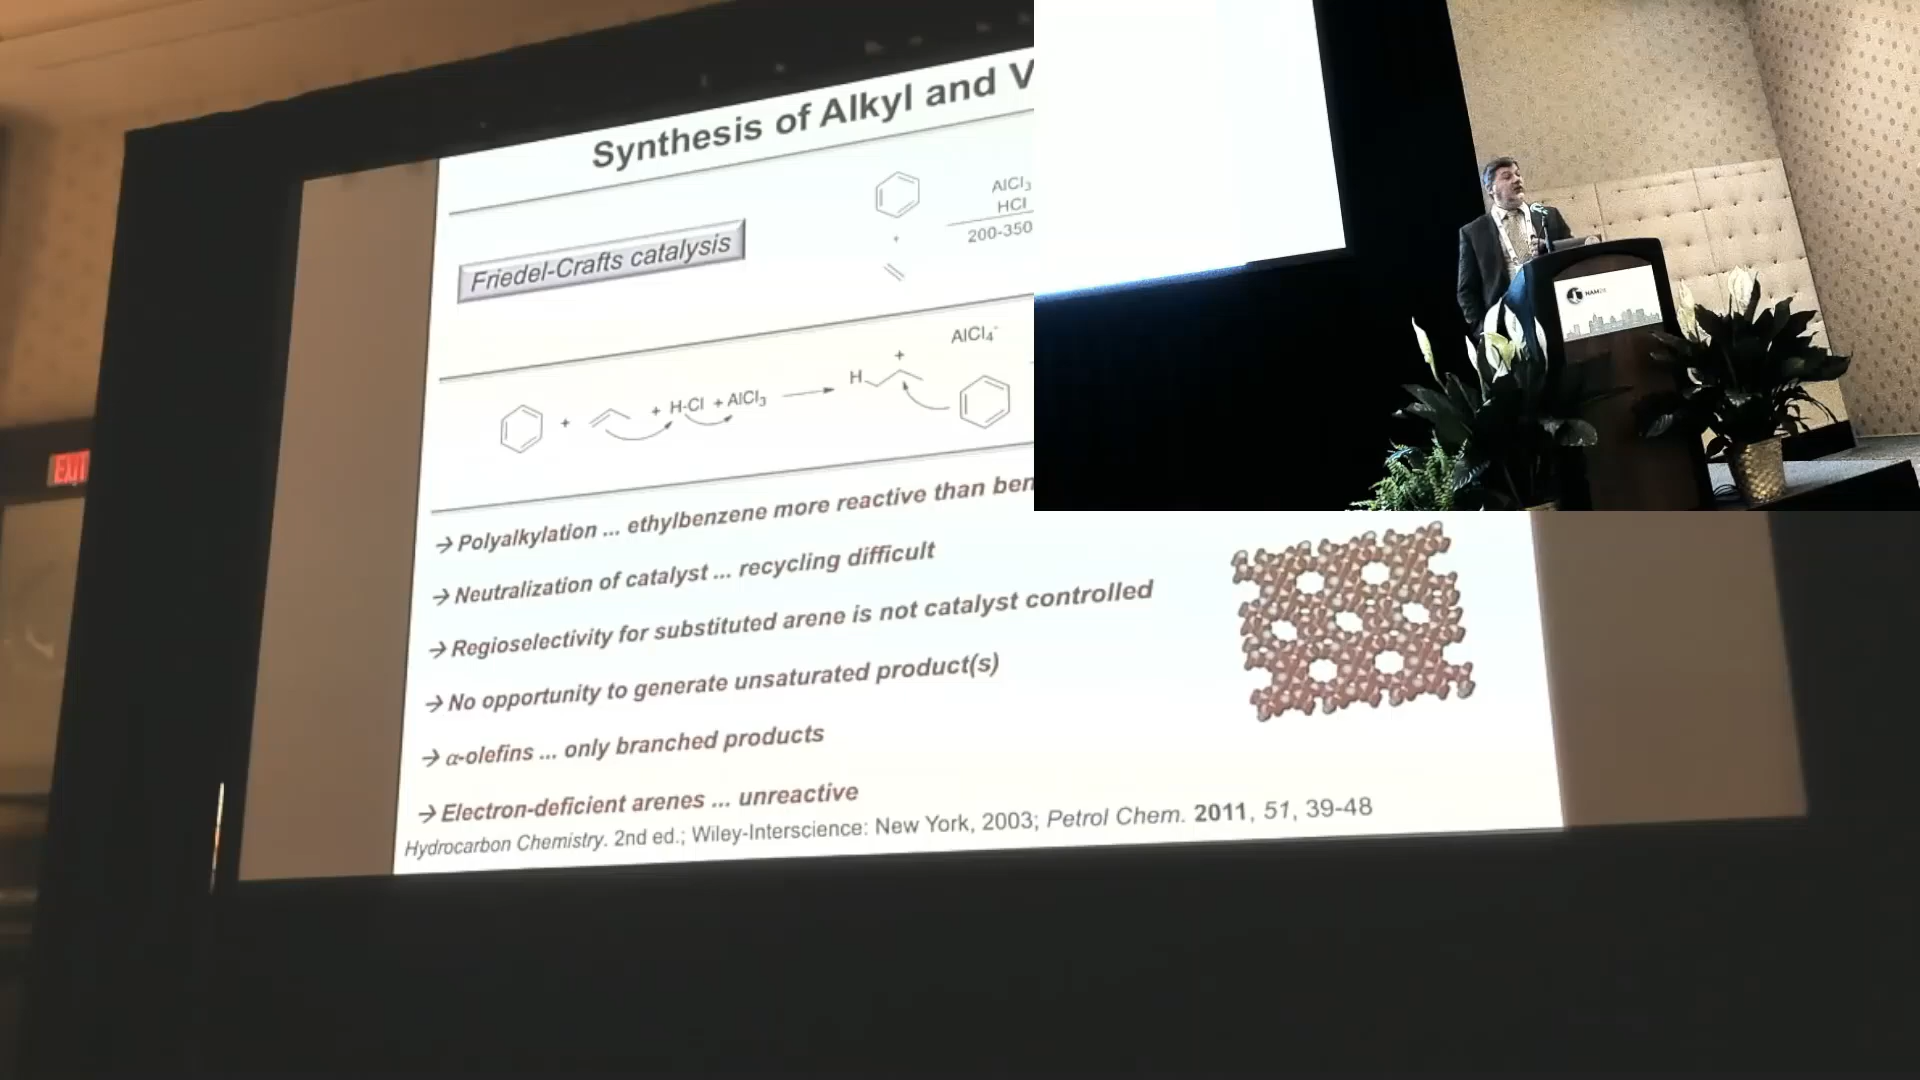 Synthesis of Alkyl and V
AlCl3
HCl
200-350
Friedel-Crafts catalysis
+
AlCl4-
+
H
+ + H-Cl + AlCl3
→ Polyalkylation ... ethylbenzene more reactive than ben
→ Neutralization of catalyst ... recycling difficult
→ Regioselectivity for substituted arene is not catalyst controlled
→ No opportunity to generate unsaturated product(s)
→ α-olefins ... only branched products
→ Electron-deficient arenes ... unreactive
Hydrocarbon Chemistry. 2nd ed.; Wiley-Interscience: New York, 2003; Petrol Chem. 2011, 51, 39-48
EXIT